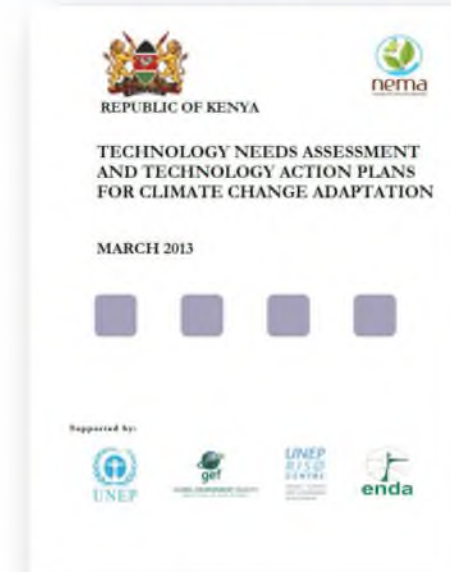 nema
REPUBLIC OF KENYA
TECHNOLOGY NEEDS ASSESSMENT
AND TECHNOLOGY ACTION PLANS
FOR CLIMATE CHANGE ADAPTATION
MARCH 2013
Supported by:
UNEP
gef
UNEP
RISØ
CENTRE
enda